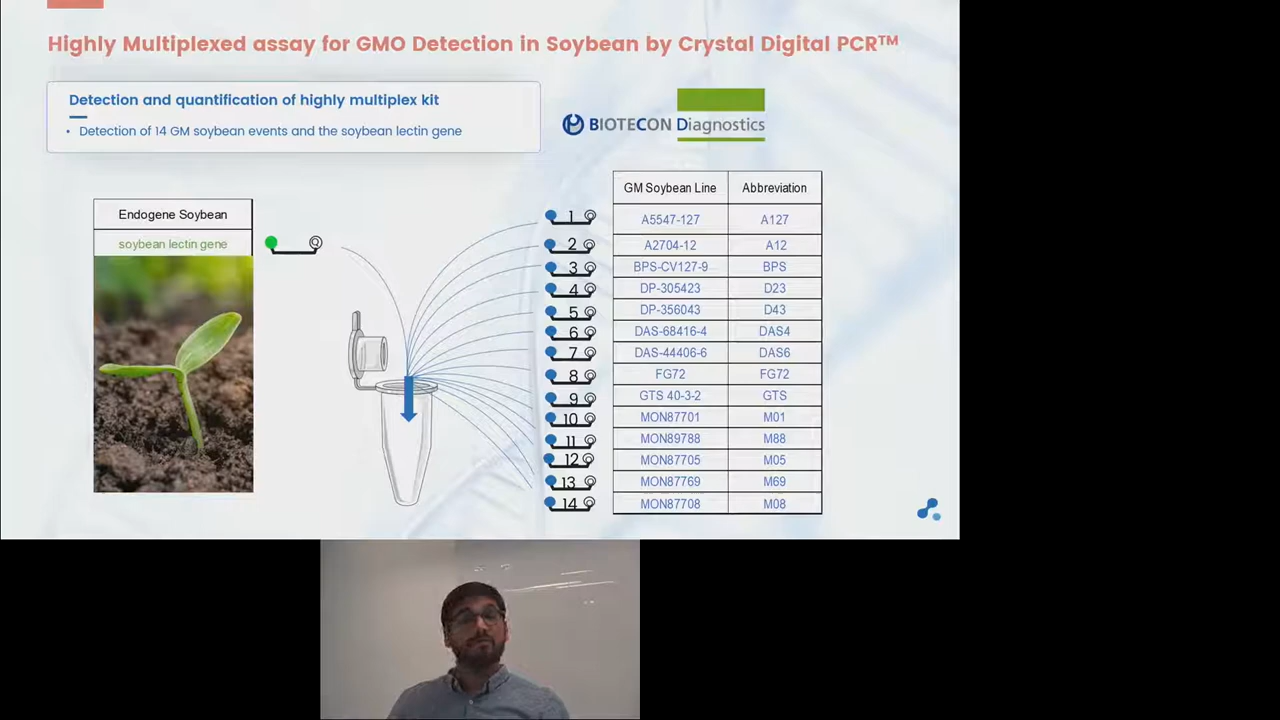 Highly Multiplexed assay for GMO Detection in Soybean by Crystal Digital PCR™
Detection and quantification of highly multiplex kit
• Detection of 14 GM soybean events and the soybean lectin gene
BIOTECON Diagnostics
Endogene Soybean
soybean lectin gene
Q
GM Soybean Line Abbreviation
1 Q A5547-127 A127
2 Q A2704-12 A12
3 Q BPS-CV127-9 BPS
4 Q DP-305423 D23
5 Q DP-356043 D43
6 Q DAS-68416-4 DAS4
7 Q DAS-44406-6 DAS6
8 Q FG72 FG72
9 Q GTS 40-3-2 GTS
10 Q MON87701 M01
11 Q MON89788 M88
12 Q MON87705 M05
13 Q MON87769 M69
14 Q MON87708 M08